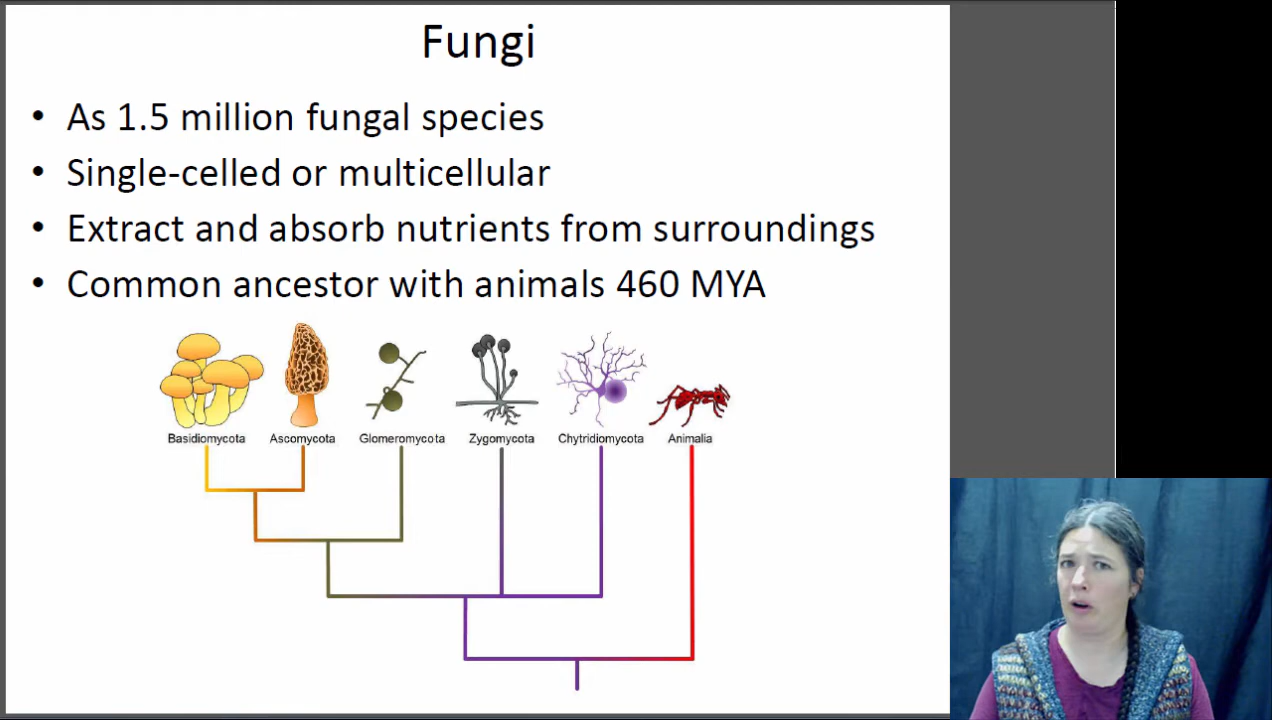 Fungi
• As 1.5 million fungal species
• Single-celled or multicellular
• Extract and absorb nutrients from surroundings
• Common ancestor with animals 460 MYA
Basidiomycota Ascomycota Glomeromycota Zygomycota Chytridiomycota Animalia